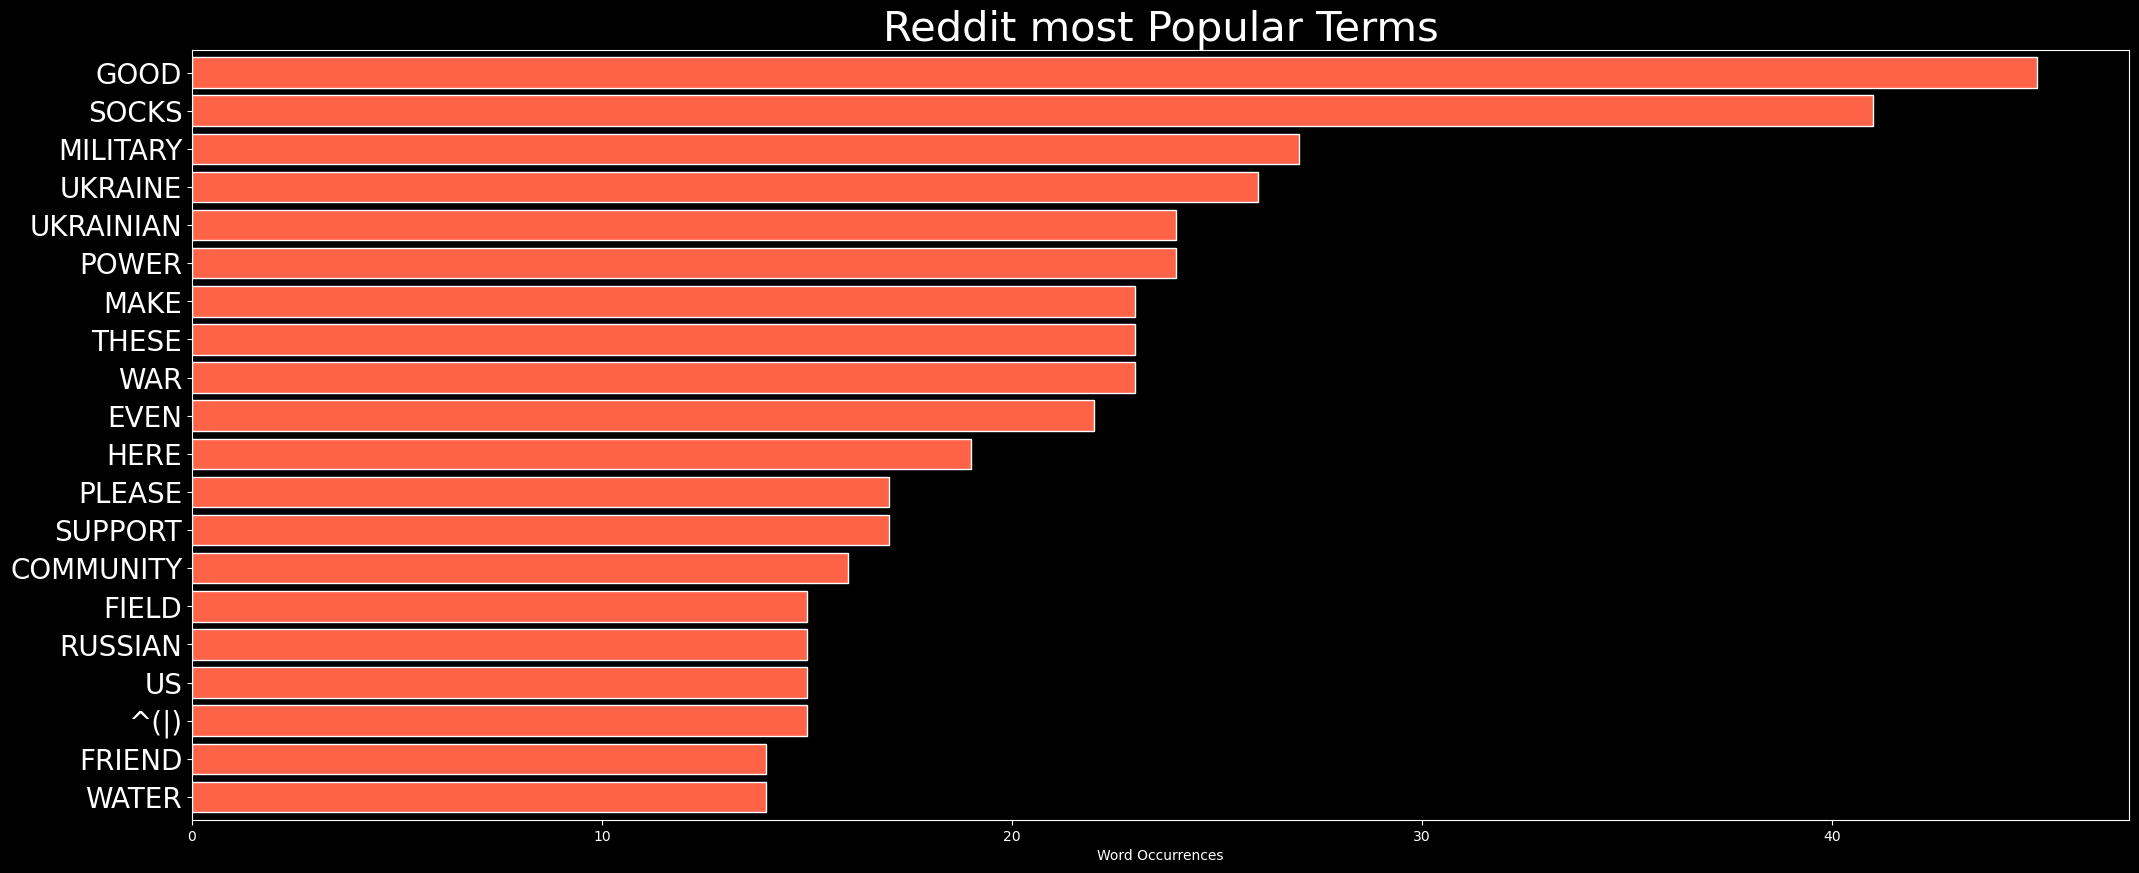 Reddit most Popular Terms
GOOD
SOCKS
MILITARY
UKRAINE
UKRAINIAN
POWER
MAKE
THESE
WAR
EVEN
HERE
PLEASE
SUPPORT
COMMUNITY
FIELD
RUSSIAN
US
^(|)
FRIEND
WATER
0 10 20 30 40
Word Occurrences